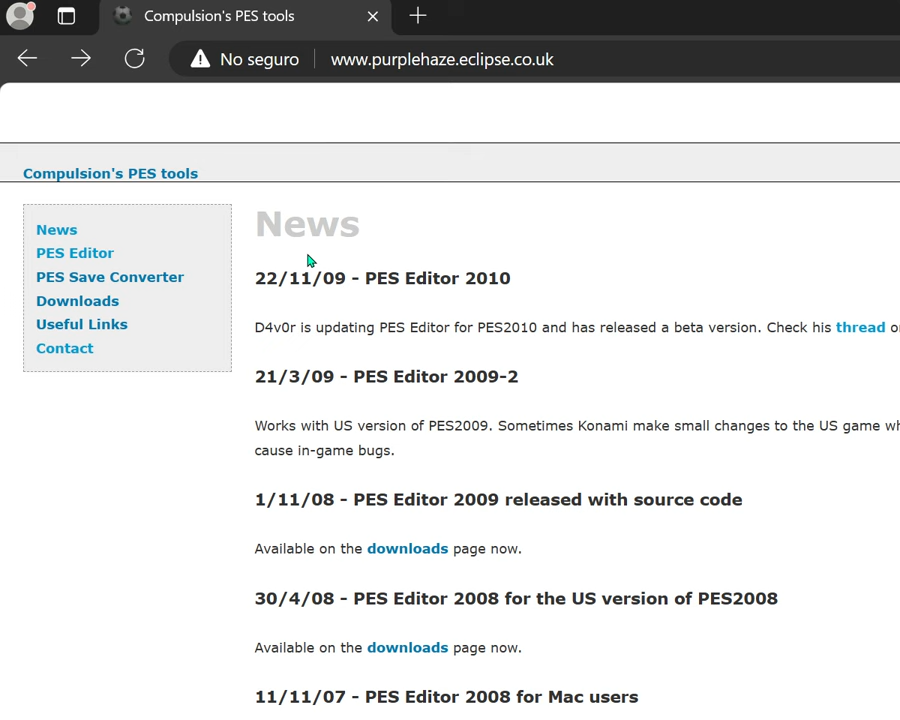 Compulsion's PES tools
No seguro
www.purplehaze.eclipse.co.uk
Compulsion's PES tools
News
PES Editor
PES Save Converter
Downloads
Useful Links
Contact
News
22/11/09 - PES Editor 2010
D4v0r is updating PES Editor for PES2010 and has released a beta version. Check his thread
21/3/09 - PES Editor 2009-2
Works with US version of PES2009. Sometimes Konami make small changes to the US game
cause in-game bugs.
1/11/08 - PES Editor 2009 released with source code
Available on the downloads page now.
30/4/08 - PES Editor 2008 for the US version of PES2008
Available on the downloads page now.
11/11/07 - PES Editor 2008 for Mac users